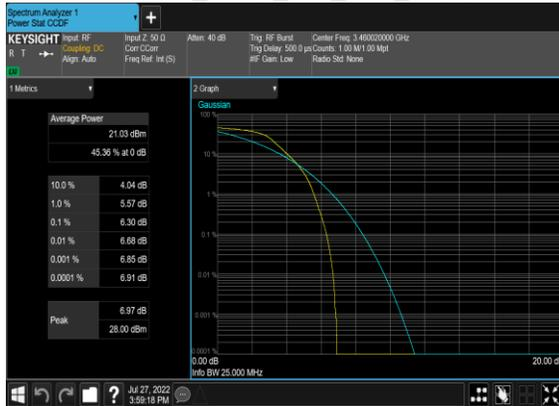 Spectrum Analyzer 1
Power Stat CCDF
+
KEYSIGHT Input: RF
R T Coupling: DC
Align: Auto
Input Z: 50 Ω
Corr CCorr
Freq Ref: Int (S)
Atten: 40 dB
Trig: RF Burst
Trig Delay: 500.0 µs
#IF Gain: Low
Center Freq: 3.460020000 GHz
Counts: 1.00 M/1.00 Mpt
Radio Std: None
1 Metrics
Average Power
21.03 dBm
45.36 % at 0 dB
10.0 % 4.04 dB
1.0 % 5.57 dB
0.1 % 6.30 dB
0.01 % 6.68 dB
0.001 % 6.85 dB
0.0001 % 6.91 dB
Peak
6.97 dB
28.00 dBm
2 Graph
Gaussian
100 %
10 %
1 %
0.1 %
0.01 %
0.001 %
0.0001 %
0.00 dB
20.00 d
Info BW 25.000 MHz
?
Jul 27, 2022
3:59:18 PM